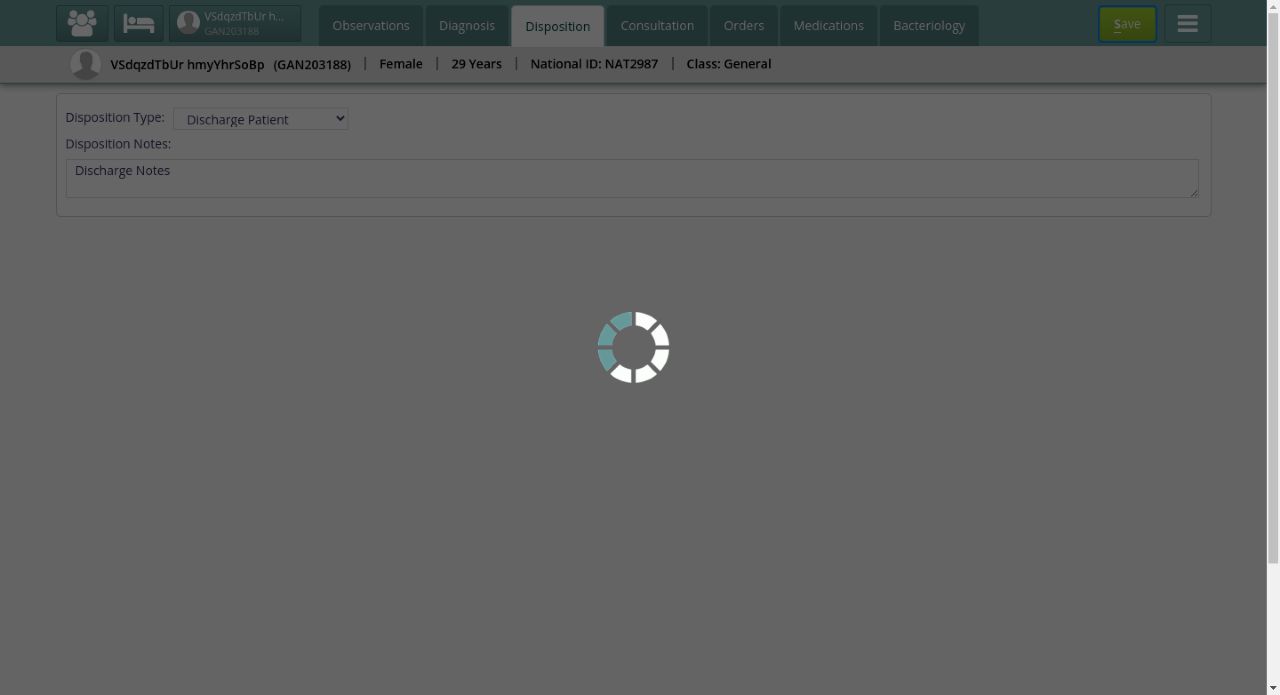 VSdqzdTbUr h...
GAN203188
Observations
Diagnosis
Disposition
Consultation
Orders
Medications
Bacteriology
Save
VSdqzdTbUr hmyYhrSoBp (GAN203188) | Female | 29 Years | National ID: NAT2987 | Class: General
Disposition Type: Discharge Patient
Disposition Notes:
Discharge Notes